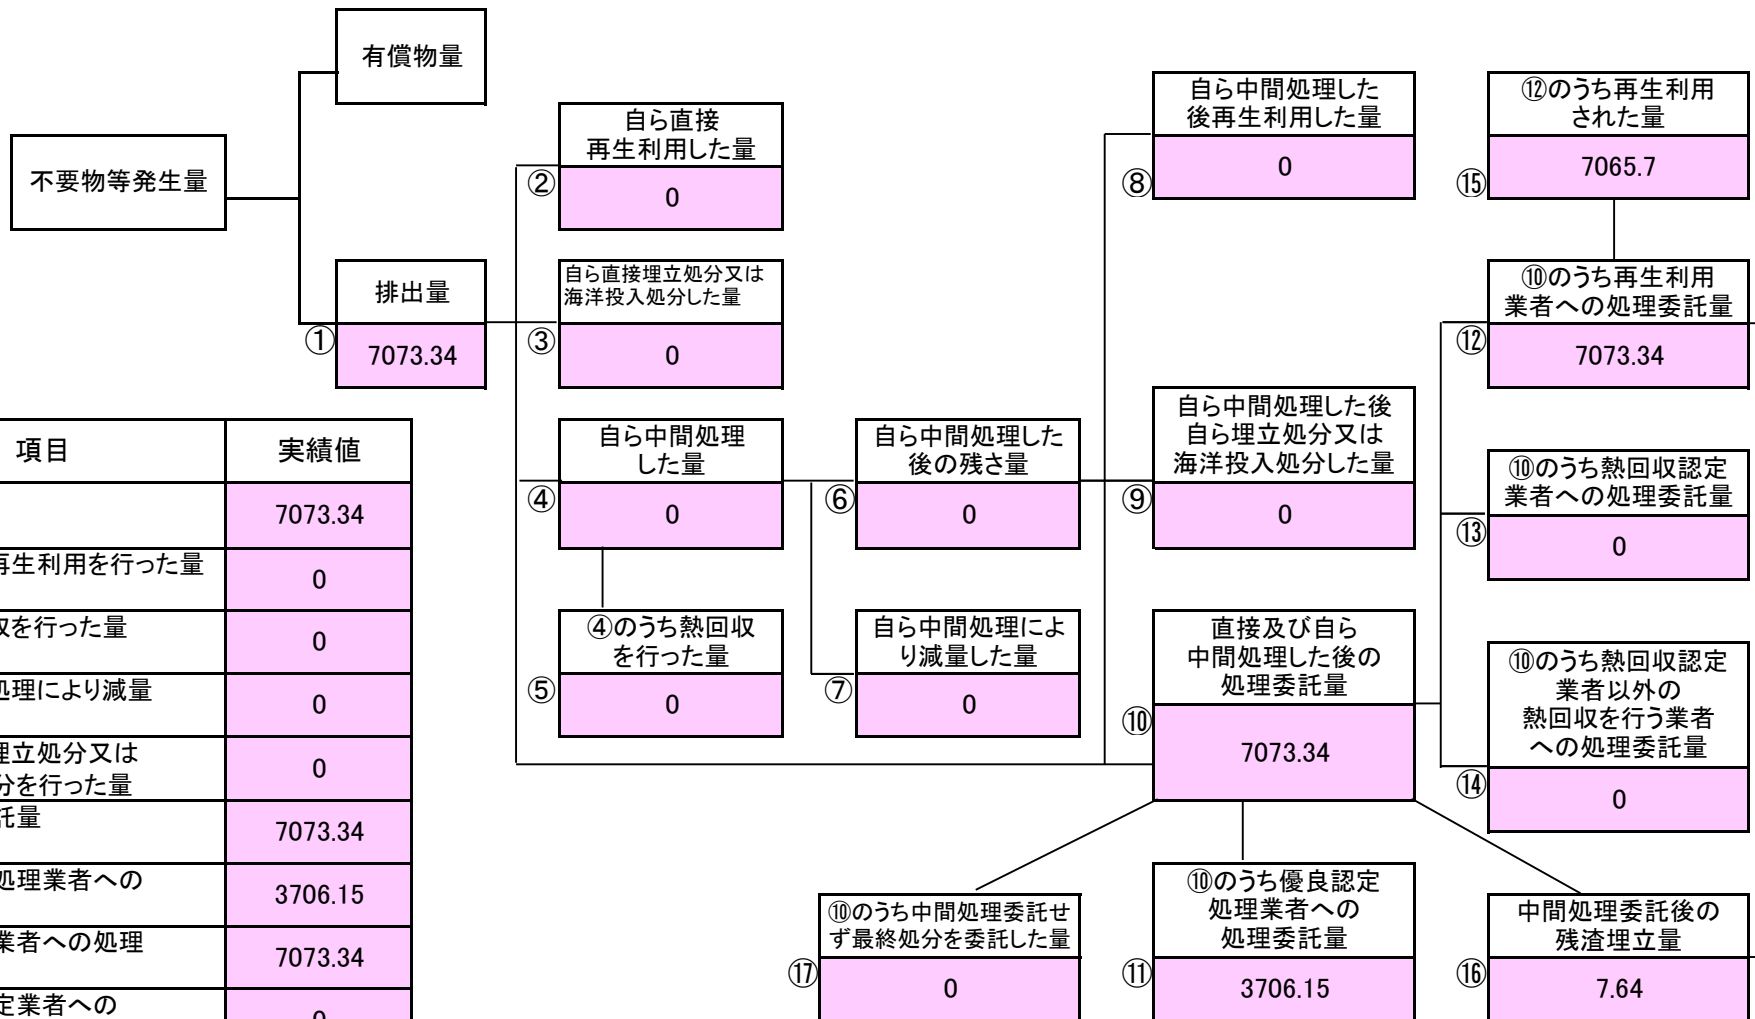 有償物量
不要物等発生量
排出量
①
7073.34
自ら直接
再生利用した量
②
0
自ら直接埋立処分又は
海洋投入処分した量
③
0
自ら中間処理
した量
④
0
④のうち熱回収
を行った量
⑤
0
自ら中間処理した
後の残さ量
⑥
0
自ら中間処理によ
り減量した量
⑦
0
自ら中間処理した
後再生利用した量
⑧
0
自ら中間処理した後
自ら埋立処分又は
海洋投入処分した量
⑨
0
直接及び自ら
中間処理した後の
処理委託量
⑩
7073.34
⑩のうち優良認定
処理業者への
処理委託量
⑪
3706.15
⑫のうち再生利用
された量
⑮
7065.7
⑩のうち再生利用
業者への処理委託量
⑫
7073.34
⑩のうち熱回収認定
業者への処理委託量
⑬
0
⑩のうち熱回収認定
業者以外の
熱回収を行う業者
への処理委託量
⑭
0
中間処理委託後の
残渣埋立量
⑯
7.64
⑩のうち中間処理委託せ
ず最終処分を委託した量
⑰
0
項目 実績値
7073.34
再生利用を行った量 0
収を行った量 0
処理により減量 0
埋立処分又は
分を行った量 0
託量 7073.34
処理業者への 3706.15
業者への処理 7073.34
定業者への 0